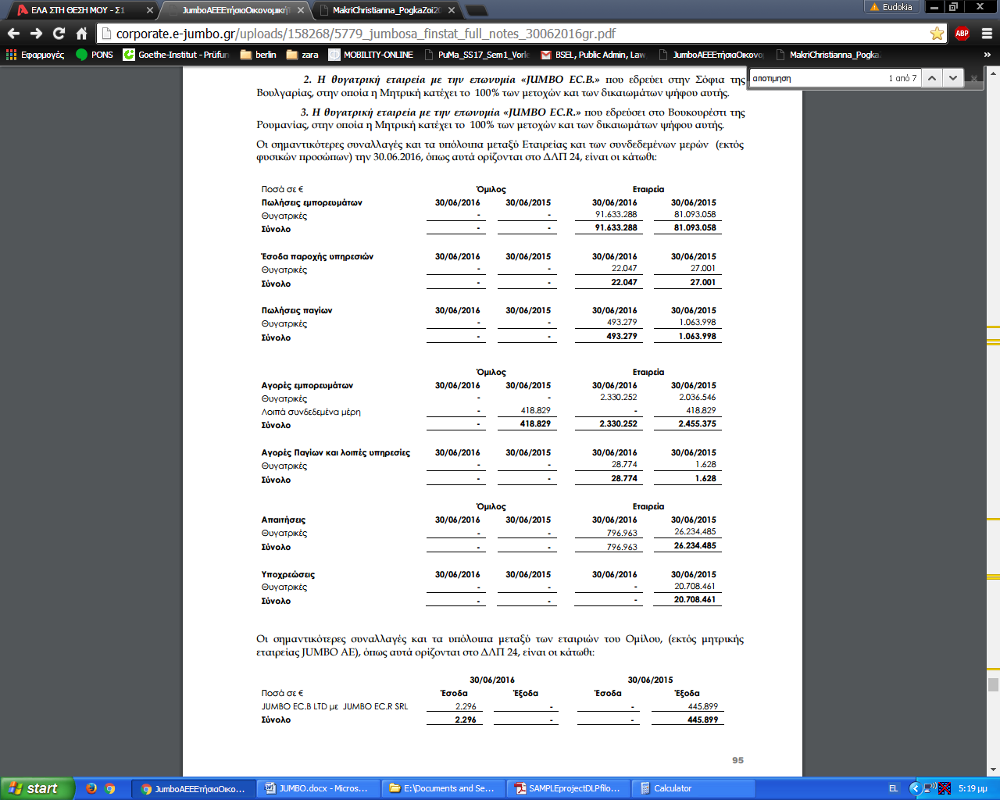 ΕΛΑ ΣΤΗ ΘΕΣΗ ΜΟΥ - Σ1
JumboΑΕΕΕτήσιαΟικονομική
MakriChristianna_PogkaZoi20
Eudokia
corporate.e-jumbo.gr/uploads/158268/5779_jumbosa_finstat_full_notes_30062016gr.pdf
ABP
Εφαρμογές PONS Goethe-Institut - Prüfun berlin zara MOBILITY-ONLINE PuMa_SS17_Sem1_Vorle BSEL, Public Admin, Law JumboΑΕΕΕτήσιαΟικονο MakriChristianna_Pogka »
αποτιμηση 1 από 7
2. Η θυγατρική εταιρεία με την επωνυμία «JUMBO EC.B.» που εδρεύει στην Σόφια της
Βουλγαρίας, στην οποία η Μητρική κατέχει το 100% των μετοχών και των δικαιωμάτων ψήφου αυτής.
3. Η θυγατρική εταιρεία με την επωνυμία «JUMBO EC.R.» που εδρεύσει στο Βουκουρέστι της
Ρουμανίας, στην οποία η Μητρική κατέχει το 100% των μετοχών και των δικαιωμάτων ψήφου αυτής.
Οι σημαντικότερες συναλλαγές και τα υπόλοιπα μεταξύ Εταιρείας και των συνδεδεμένων μερών (εκτός
φυσικών προσώπων) την 30.06.2016, όπως αυτά ορίζονται στο ΔΛΠ 24, είναι οι κάτωθι:
Ποσά σε € Όμιλος Εταιρεία
Πωλήσεις εμπορευμάτων 30/06/2016 30/06/2015 30/06/2016 30/06/2015
Θυγατρικές - - 91.633.288 81.093.058
Σύνολο - - 91.633.288 81.093.058
Έσοδα παροχής υπηρεσιών 30/06/2016 30/06/2015 30/06/2016 30/06/2015
Θυγατρικές - - 22.047 27.001
Σύνολο - - 22.047 27.001
Πωλήσεις παγίων 30/06/2016 30/06/2015 30/06/2016 30/06/2015
Θυγατρικές - - 493.279 1.063.998
Σύνολο - - 493.279 1.063.998
Όμιλος Εταιρεία
Αγορές εμπορευμάτων 30/06/2016 30/06/2015 30/06/2016 30/06/2015
Θυγατρικές - - 2.330.252 2.036.546
Λοιπά συνδεδεμένα μέρη - 418.829 - 418.829
Σύνολο - 418.829 2.330.252 2.455.375
Αγορές Παγίων και λοιπές υπηρεσίες 30/06/2016 30/06/2015 30/06/2016 30/06/2015
Θυγατρικές - - 28.774 1.628
Σύνολο - - 28.774 1.628
Όμιλος Εταιρεία
Απαιτήσεις 30/06/2016 30/06/2015 30/06/2016 30/06/2015
Θυγατρικές - - 796.963 26.234.485
Σύνολο - - 796.963 26.234.485
Υποχρεώσεις 30/06/2016 30/06/2015 30/06/2016 30/06/2015
Θυγατρικές - - - 20.708.461
Σύνολο - - - 20.708.461
Οι σημαντικότερες συναλλαγές και τα υπόλοιπα μεταξύ των εταιριών του Ομίλου, (εκτός μητρικής
εταιρείας JUMBO AE), όπως αυτά ορίζονται στο ΔΛΠ 24, είναι οι κάτωθι:
30/06/2016 30/06/2015
Ποσά σε € Έσοδα Έξοδα Έσοδα Έξοδα
JUMBO EC.B LTD με JUMBO EC.R SRL 2.296 - - 445.899
Σύνολο 2.296 - - 445.899
95
start JumboΑΕΕΕτήσιαΟικο... JUMBO.docx - Micros... E:\Documents and Se... SAMPLEprojectDLPfilo... Calculator EL 5:19 μμ